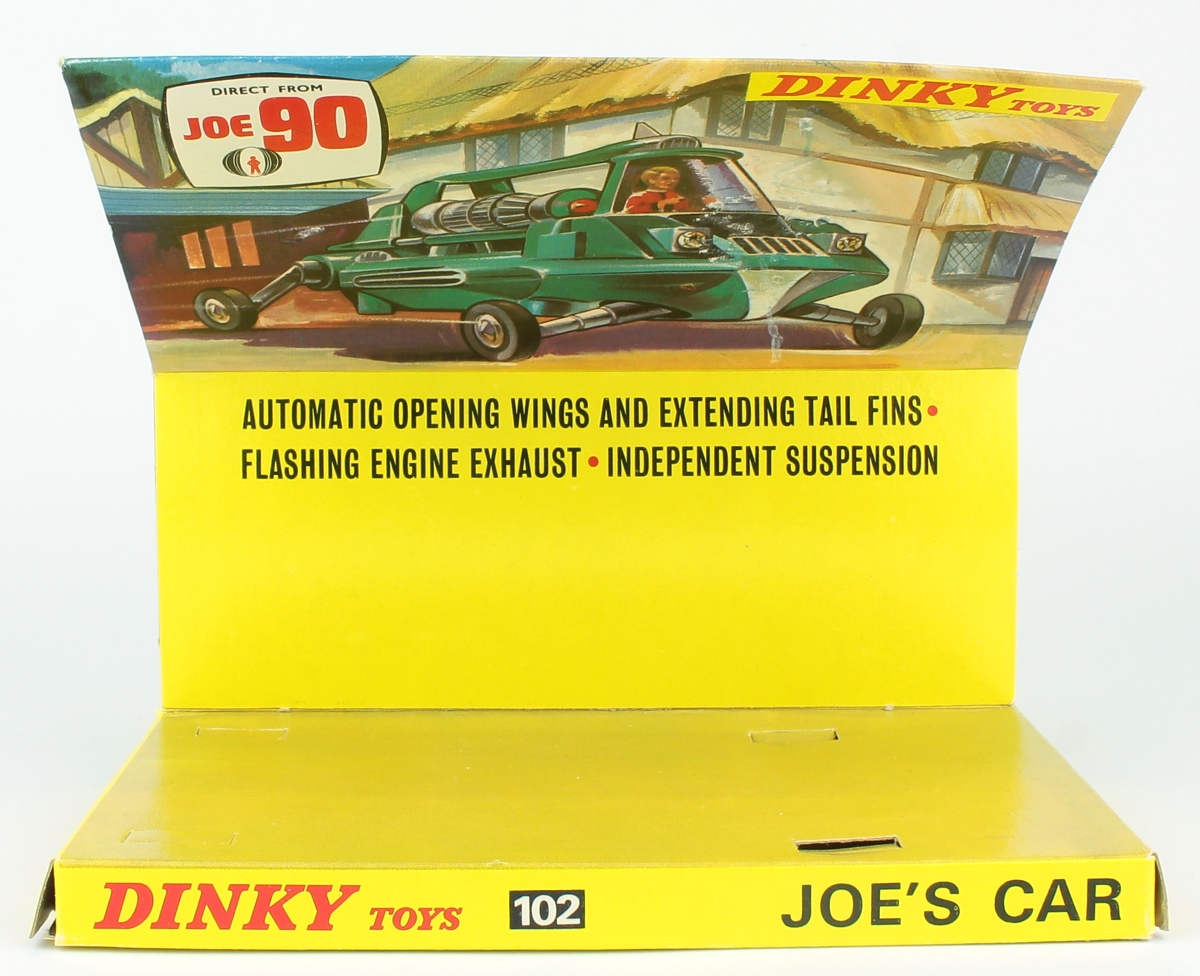 DIRECT FROM
JOE 90
DINKY TOYS
AUTOMATIC OPENING WINGS AND EXTENDING TAIL FINS•
FLASHING ENGINE EXHAUST • INDEPENDENT SUSPENSION
DINKY TOYS 102 JOE'S CAR